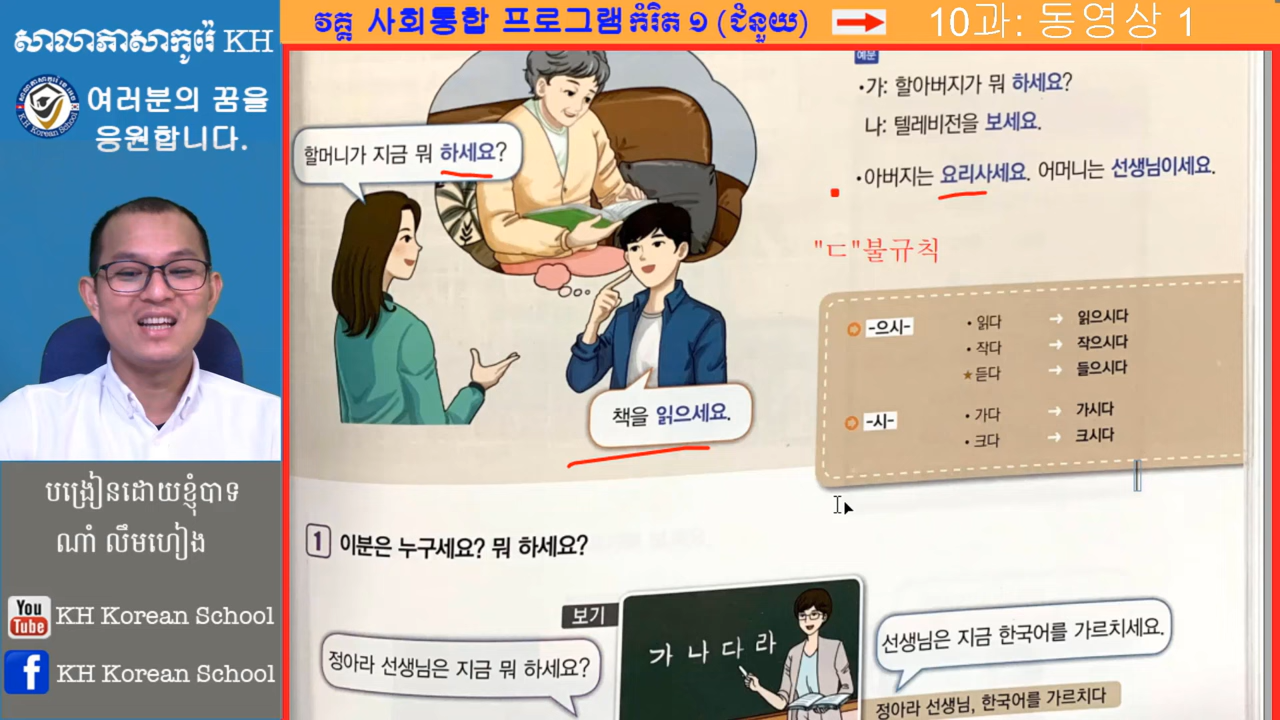 សាលាភាសាកូរ៉េ KH
여러분의 꿈을
응원합니다.
វគ្គ 사회통합 프로그램 កំរិត ១ (ជំនួយ)
10과: 동영상 1
할머니가 지금 뭐 하세요?
책을 읽으세요.
예문
•가: 할아버지가 뭐 하세요?
나: 텔레비전을 보세요.
•아버지는 요리사세요. 어머니는 선생님이세요.
"ㄷ"불규칙
-으시-
•읽다 → 읽으시다
•작다 → 작으시다
★듣다 → 들으시다
-시-
•가다 → 가시다
•크다 → 크시다
1 이분은 누구세요? 뭐 하세요?
보기
정아라 선생님은 지금 뭐 하세요?
가 나 다 라
선생님은 지금 한국어를 가르치세요.
정아라 선생님, 한국어를 가르치다
បង្រៀនដោយខ្ញុំបាទ
ណាំ លឹមហៀង
You Tube KH Korean School
f KH Korean School